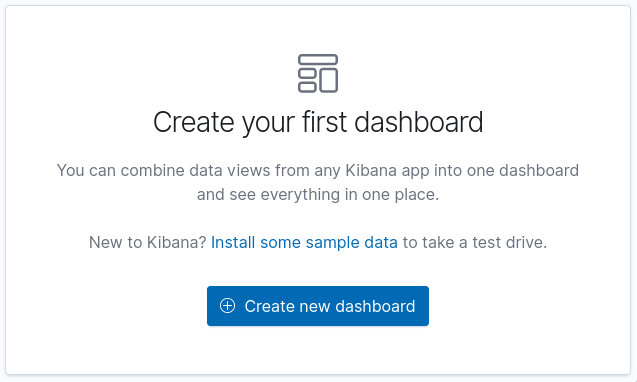 Create your first dashboard
You can combine data views from any Kibana app into one dashboard
and see everything in one place.
New to Kibana? Install some sample data to take a test drive.
Create new dashboard